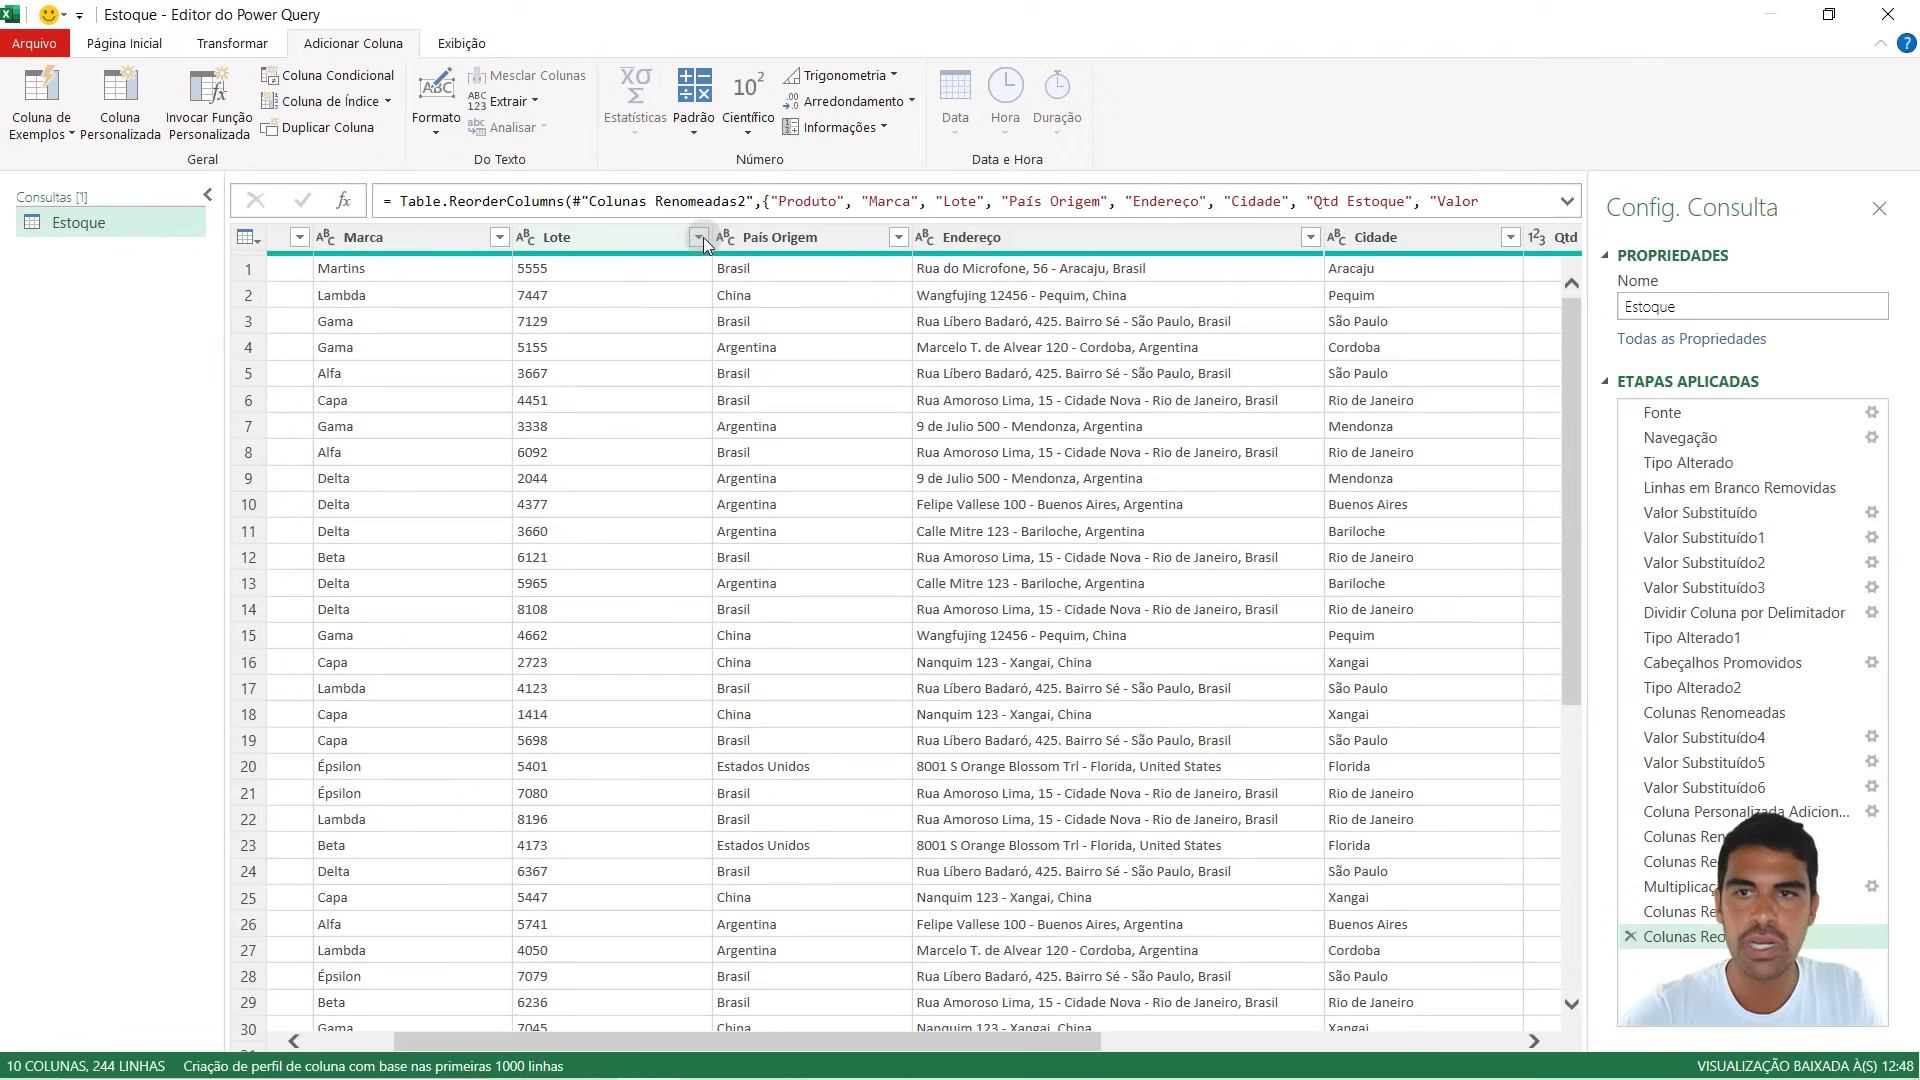 Estoque - Editor do Power Query
Arquivo Página Inicial Transformar Adicionar Coluna Exibição
Coluna de Exemplos
Coluna Personalizada
Invocar Função Personalizada
Coluna Condicional
Coluna de Índice
Duplicar Coluna
Geral
Formato
Mesclar Colunas
Extrair
Analisar
Do Texto
Estatísticas
Padrão
Científico
Trigonometria
Arredondamento
Informações
Número
Data
Hora
Duração
Data e Hora
Consultas [1]
Estoque
= Table.ReorderColumns(#"Colunas Renomeadas2",{"Produto", "Marca", "Lote", "País Origem", "Endereço", "Cidade", "Qtd Estoque", "Valor
Marca Lote País Origem Endereço Cidade Qtd
1 Martins 5555 Brasil Rua do Microfone, 56 - Aracaju, Brasil Aracaju
2 Lambda 7447 China Wangfujing 12456 - Pequim, China Pequim
3 Gama 7129 Brasil Rua Líbero Badaró, 425. Bairro Sé - São Paulo, Brasil São Paulo
4 Gama 5155 Argentina Marcelo T. de Alvear 120 - Cordoba, Argentina Cordoba
5 Alfa 3667 Brasil Rua Líbero Badaró, 425. Bairro Sé - São Paulo, Brasil São Paulo
6 Capa 4451 Brasil Rua Amoroso Lima, 15 - Cidade Nova - Rio de Janeiro, Brasil Rio de Janeiro
7 Gama 3338 Argentina 9 de Julio 500 - Mendonza, Argentina Mendonza
8 Alfa 6092 Brasil Rua Amoroso Lima, 15 - Cidade Nova - Rio de Janeiro, Brasil Rio de Janeiro
9 Delta 2044 Argentina 9 de Julio 500 - Mendonza, Argentina Mendonza
10 Delta 4377 Argentina Felipe Vallese 100 - Buenos Aires, Argentina Buenos Aires
11 Delta 3660 Argentina Calle Mitre 123 - Bariloche, Argentina Bariloche
12 Beta 6121 Brasil Rua Amoroso Lima, 15 - Cidade Nova - Rio de Janeiro, Brasil Rio de Janeiro
13 Delta 5965 Argentina Calle Mitre 123 - Bariloche, Argentina Bariloche
14 Delta 8108 Brasil Rua Amoroso Lima, 15 - Cidade Nova - Rio de Janeiro, Brasil Rio de Janeiro
15 Gama 4662 China Wangfujing 12456 - Pequim, China Pequim
16 Capa 2723 China Nanquim 123 - Xangai, China Xangai
17 Lambda 4123 Brasil Rua Líbero Badaró, 425. Bairro Sé - São Paulo, Brasil São Paulo
18 Capa 1414 China Nanquim 123 - Xangai, China Xangai
19 Capa 5698 Brasil Rua Líbero Badaró, 425. Bairro Sé - São Paulo, Brasil São Paulo
20 Épsilon 5401 Estados Unidos 8001 S Orange Blossom Trl - Florida, United States Florida
21 Épsilon 7080 Brasil Rua Amoroso Lima, 15 - Cidade Nova - Rio de Janeiro, Brasil Rio de Janeiro
22 Lambda 8196 Brasil Rua Amoroso Lima, 15 - Cidade Nova - Rio de Janeiro, Brasil Rio de Janeiro
23 Beta 4173 Estados Unidos 8001 S Orange Blossom Trl - Florida, United States Florida
24 Delta 6367 Brasil Rua Líbero Badaró, 425. Bairro Sé - São Paulo, Brasil São Paulo
25 Capa 5447 China Nanquim 123 - Xangai, China Xangai
26 Alfa 5741 Argentina Felipe Vallese 100 - Buenos Aires, Argentina Buenos Aires
27 Lambda 4050 Argentina Marcelo T. de Alvear 120 - Cordoba, Argentina Cordoba
28 Épsilon 7079 Brasil Rua Líbero Badaró, 425. Bairro Sé - São Paulo, Brasil São Paulo
29 Beta 6236 Brasil Rua Amoroso Lima, 15 - Cidade Nova - Rio de Janeiro, Brasil Rio de Janeiro
30 Gama 7045 China Nanquim 123 - Xangai, China Xangai
Config. Consulta
PROPRIEDADES
Nome
Estoque
Todas as Propriedades
ETAPAS APLICADAS
Fonte
Navegação
Tipo Alterado
Linhas em Branco Removidas
Valor Substituído
Valor Substituído1
Valor Substituído2
Valor Substituído3
Dividir Coluna por Delimitador
Tipo Alterado1
Cabeçalhos Promovidos
Tipo Alterado2
Colunas Renomeadas
Valor Substituído4
Valor Substituído5
Valor Substituído6
Coluna Personalizada Adicion...
Colunas Ren
Colunas Re
Multiplicaç
Colunas Re
Colunas Reo
10 COLUNAS, 244 LINHAS Criação de perfil de coluna com base nas primeiras 1000 linhas VISUALIZAÇÃO BAIXADA À(S) 12:48